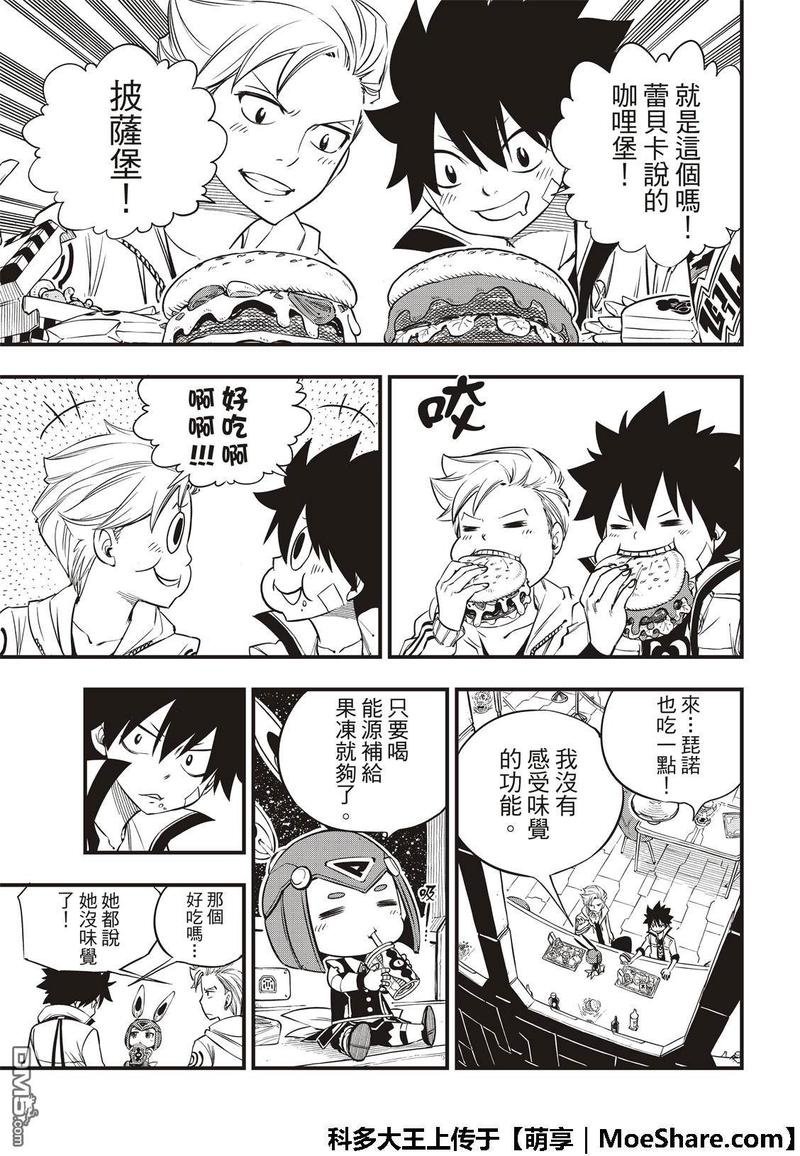 就是這個嗎！
蕾貝卡說的
咖哩堡！
披薩堡！
咬
好吃啊
啊啊!!!
來…琵諾
也吃一點！
我沒有
感受味覺
的功能。
只要喝
能源補給
果凍就夠了。
吸
那個
好吃嗎…
她都說
她沒味覺
了！
DM5.CN
科多大王上传于【萌享｜MoeShare.com】